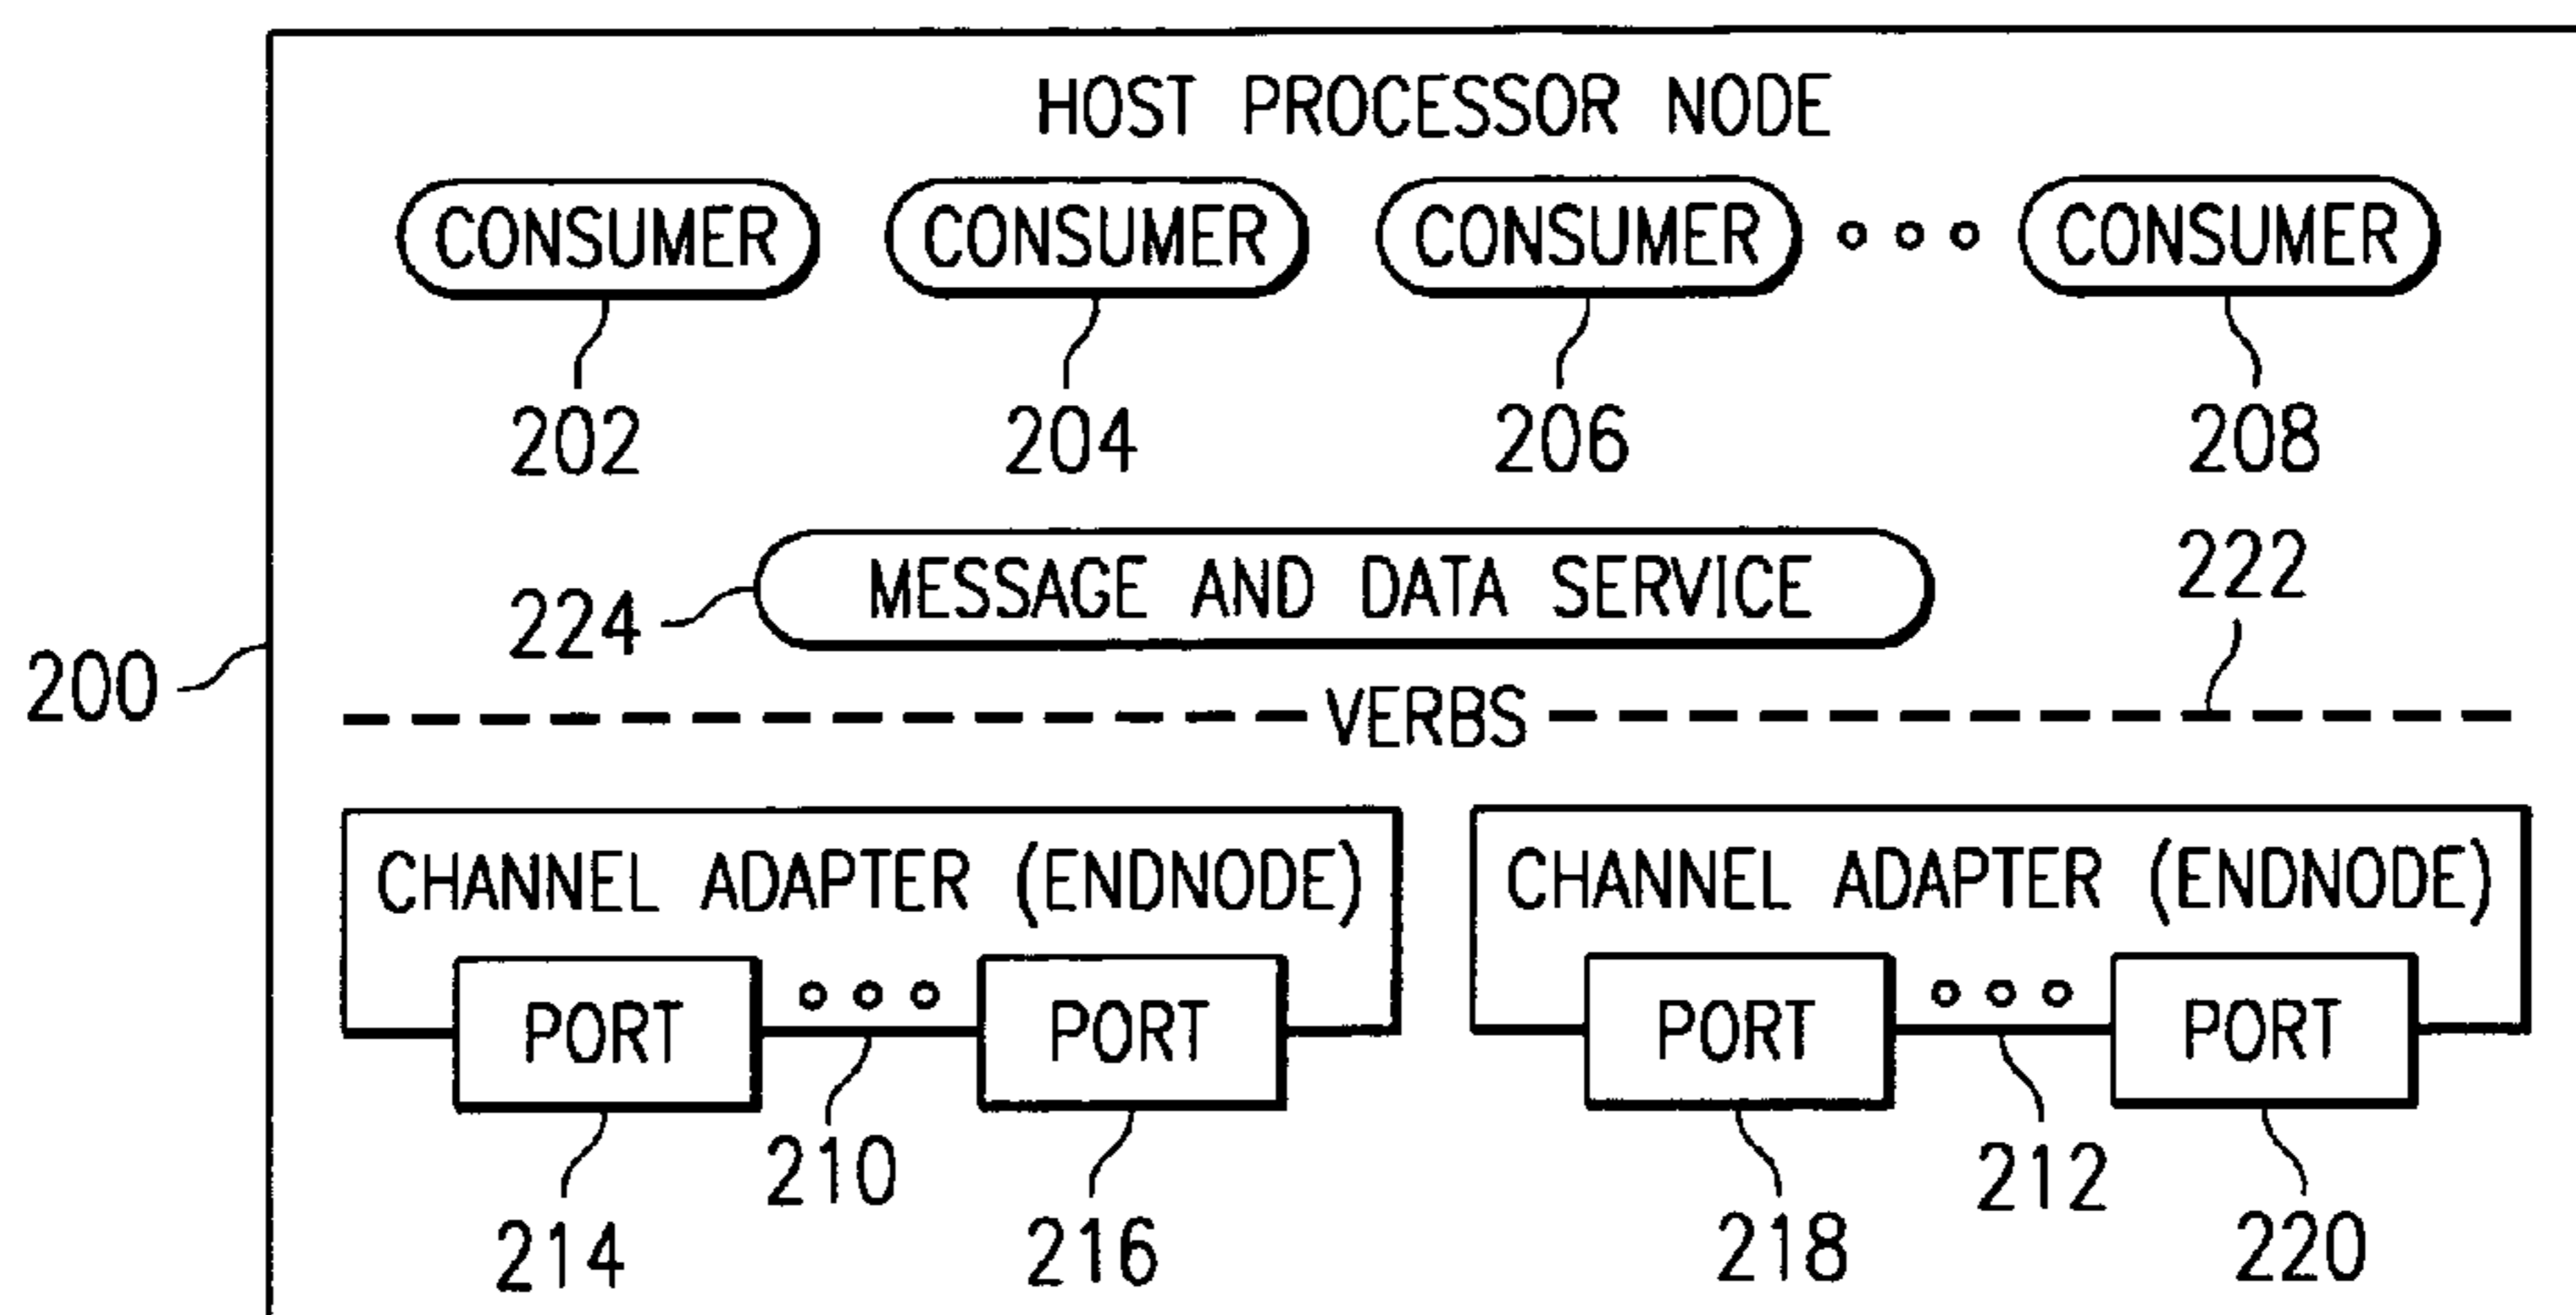 HOST PROCESSOR NODE
CONSUMER CONSUMER CONSUMER CONSUMER
202 204 206 208
MESSAGE AND DATA SERVICE
224
222
200
VERBS
CHANNEL ADAPTER (ENDNODE) CHANNEL ADAPTER (ENDNODE)
PORT PORT PORT PORT
210 212
214 216 218 220